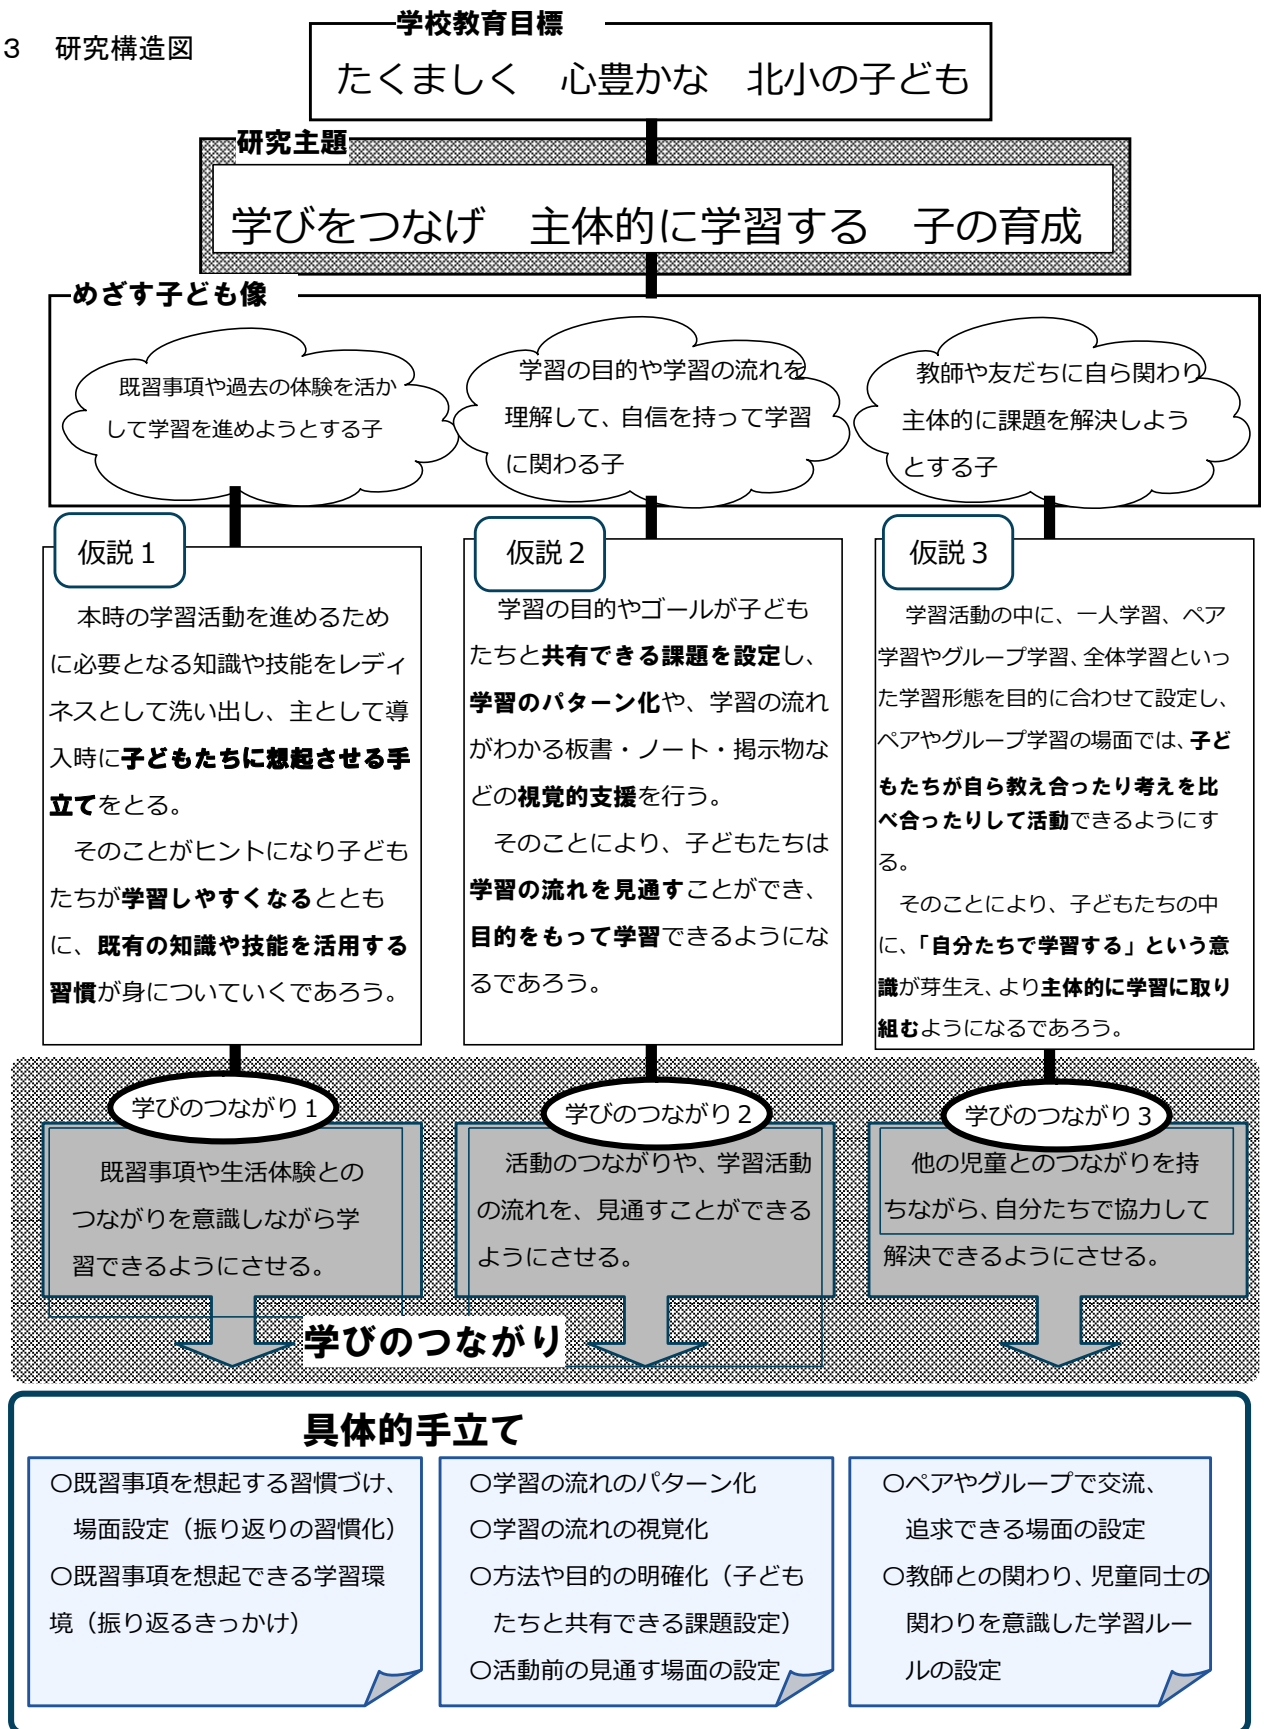 3　研究構造図
学校教育目標
たくましく　心豊かな　北小の子ども
研究主題
学びをつなげ　主体的に学習する　子の育成
めざす子ども像
既習事項や過去の体験を活か
して学習を進めようとする子
学習の目的や学習の流れを
理解して、自信を持って学習
に関わる子
教師や友だちに自ら関わり
主体的に課題を解決しよう
とする子
仮説１
本時の学習活動を進めるため
に必要となる知識や技能をレディ
ネスとして洗い出し、主として導
入時に子どもたちに想起させる手
立てをとる。
そのことがヒントになり子ども
たちが学習しやすくなるととも
に、既有の知識や技能を活用する
習慣が身についていくであろう。
仮説２
学習の目的やゴールが子ども
たちと共有できる課題を設定し、
学習のパターン化や、学習の流れ
がわかる板書・ノート・掲示物な
どの視覚的支援を行う。
そのことにより、子どもたちは
学習の流れを見通すことができ、
目的をもって学習できるようにな
るであろう。
仮説３
学習活動の中に、一人学習、ペア
学習やグループ学習、全体学習といっ
た学習形態を目的に合わせて設定し、
ペアやグループ学習の場面では、子ど
もたちが自ら教え合ったり考えを比
べ合ったりして活動できるようにす
る。
そのことにより、子どもたちの中
に、「自分たちで学習する」という意
識が芽生え、より主体的に学習に取り
組むようになるであろう。
学びのつながり１
既習事項や生活体験との
つながりを意識しながら学
習できるようにさせる。
学びのつながり２
活動のつながりや、学習活動
の流れを、見通すことができる
ようにさせる。
学びのつながり３
他の児童とのつながりを持
ちながら、自分たちで協力して
解決できるようにさせる。
学びのつながり
具体的手立て
○既習事項を想起する習慣づけ、
場面設定（振り返りの習慣化）
○既習事項を想起できる学習環
境（振り返るきっかけ）
○学習の流れのパターン化
○学習の流れの視覚化
○方法や目的の明確化（子ども
たちと共有できる課題設定）
○活動前の見通す場面の設定
○ペアやグループで交流、
追求できる場面の設定
○教師との関わり、児童同士の
関わりを意識した学習ルー
ルの設定